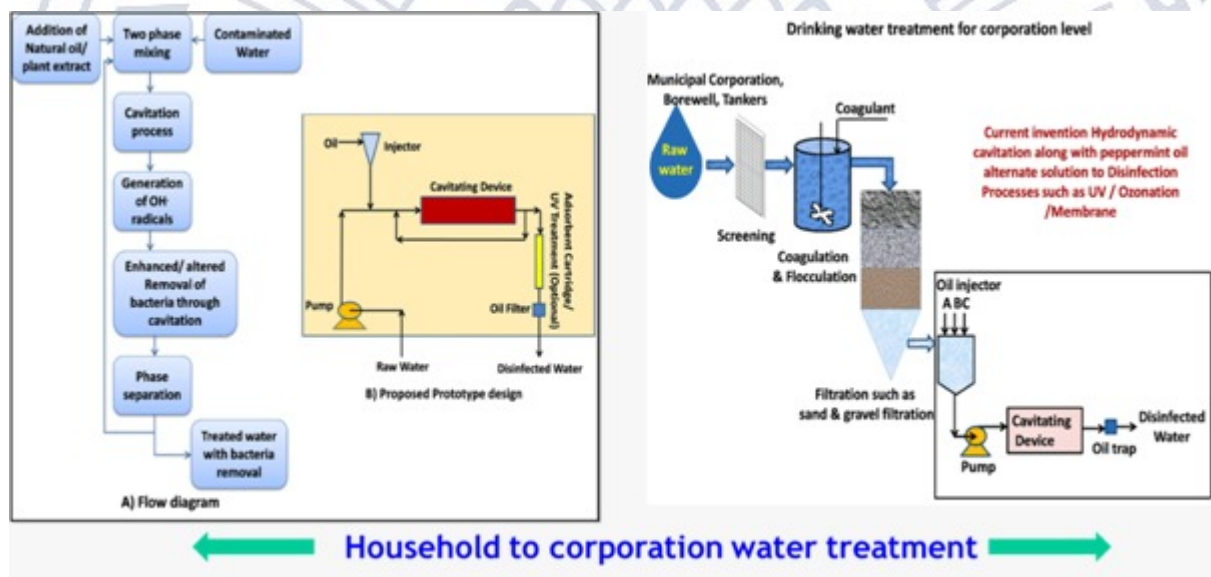 Addition of
Natural oil/
plant extract
Two phase
mixing
Contaminated
Water
Cavitation
process
Generation
of OH·
radicals
Enhanced/ altered
Removal of
bacteria through
cavitation
Phase
separation
Treated water
with bacteria
removal
A) Flow diagram
Oil
Injector
Cavitating Device
Adsorbent Cartridge/
UV Treatment (Optional)
Pump
Oil Filter
Raw Water
Disinfected Water
B) Proposed Prototype design
Drinking water treatment for corporation level
Municipal Corporation,
Borewell, Tankers
Raw
water
Coagulant
Screening
Coagulation
& Flocculation
Current invention Hydrodynamic
cavitation along with peppermint oil
alternate solution to Disinfection
Processes such as UV / Ozonation
/Membrane
Oil injector
A BC
Filtration such as
sand & gravel filtration
Pump
Cavitating
Device
Oil trap
Disinfected
Water
Household to corporation water treatment